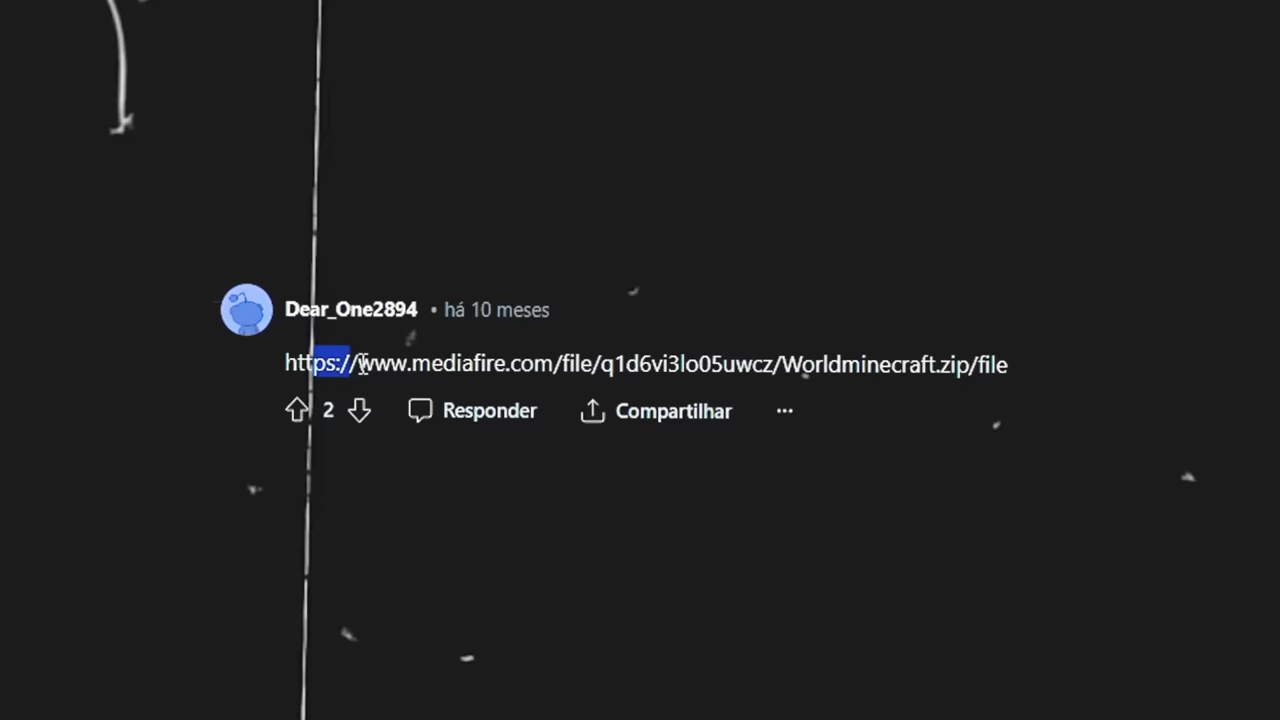 Dear_One2894 • há 10 meses
https://www.mediafire.com/file/q1d6vi3lo05uwcz/Worldminecraft.zip/file
2 Responder Compartilhar ...